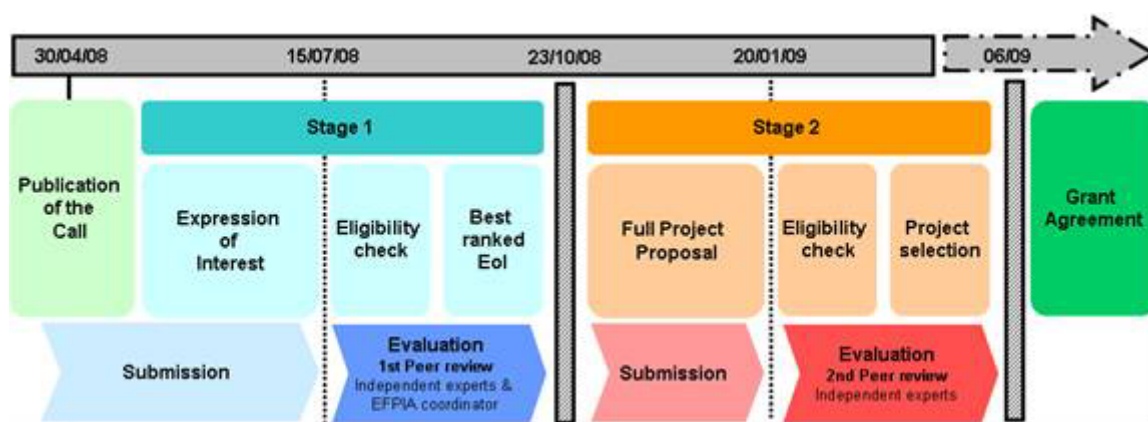 30/04/08
15/07/08
23/10/08
20/01/09
06/09
Publication
of the
Call
Stage 1
Expression
of
Interest
Eligibility
check
Best
ranked
EoI
Submission
Evaluation
1st Peer review
Independent experts &
EFPIA coordinator
Stage 2
Full Project
Proposal
Eligibility
check
Project
selection
Submission
Evaluation
2nd Peer review
Independent experts
Grant
Agreement